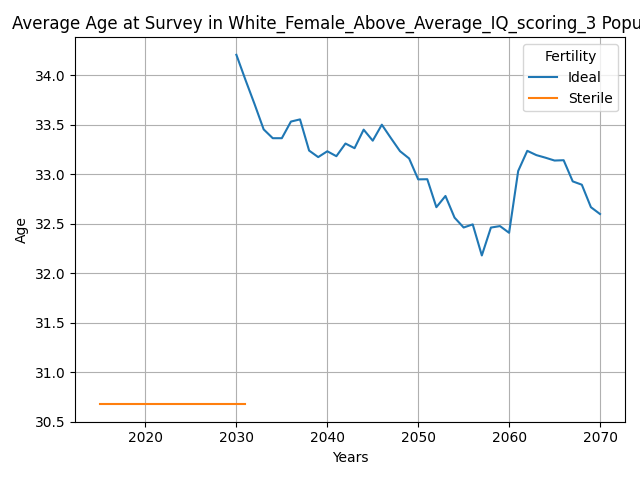 Average Age at Survey in White_Female_Above_Average_IQ_scoring_3 Popu
Fertility
Ideal
Sterile
34.0
33.5
33.0
32.5
32.0
31.5
31.0
30.5
Age
2020 2030 2040 2050 2060 2070
Years